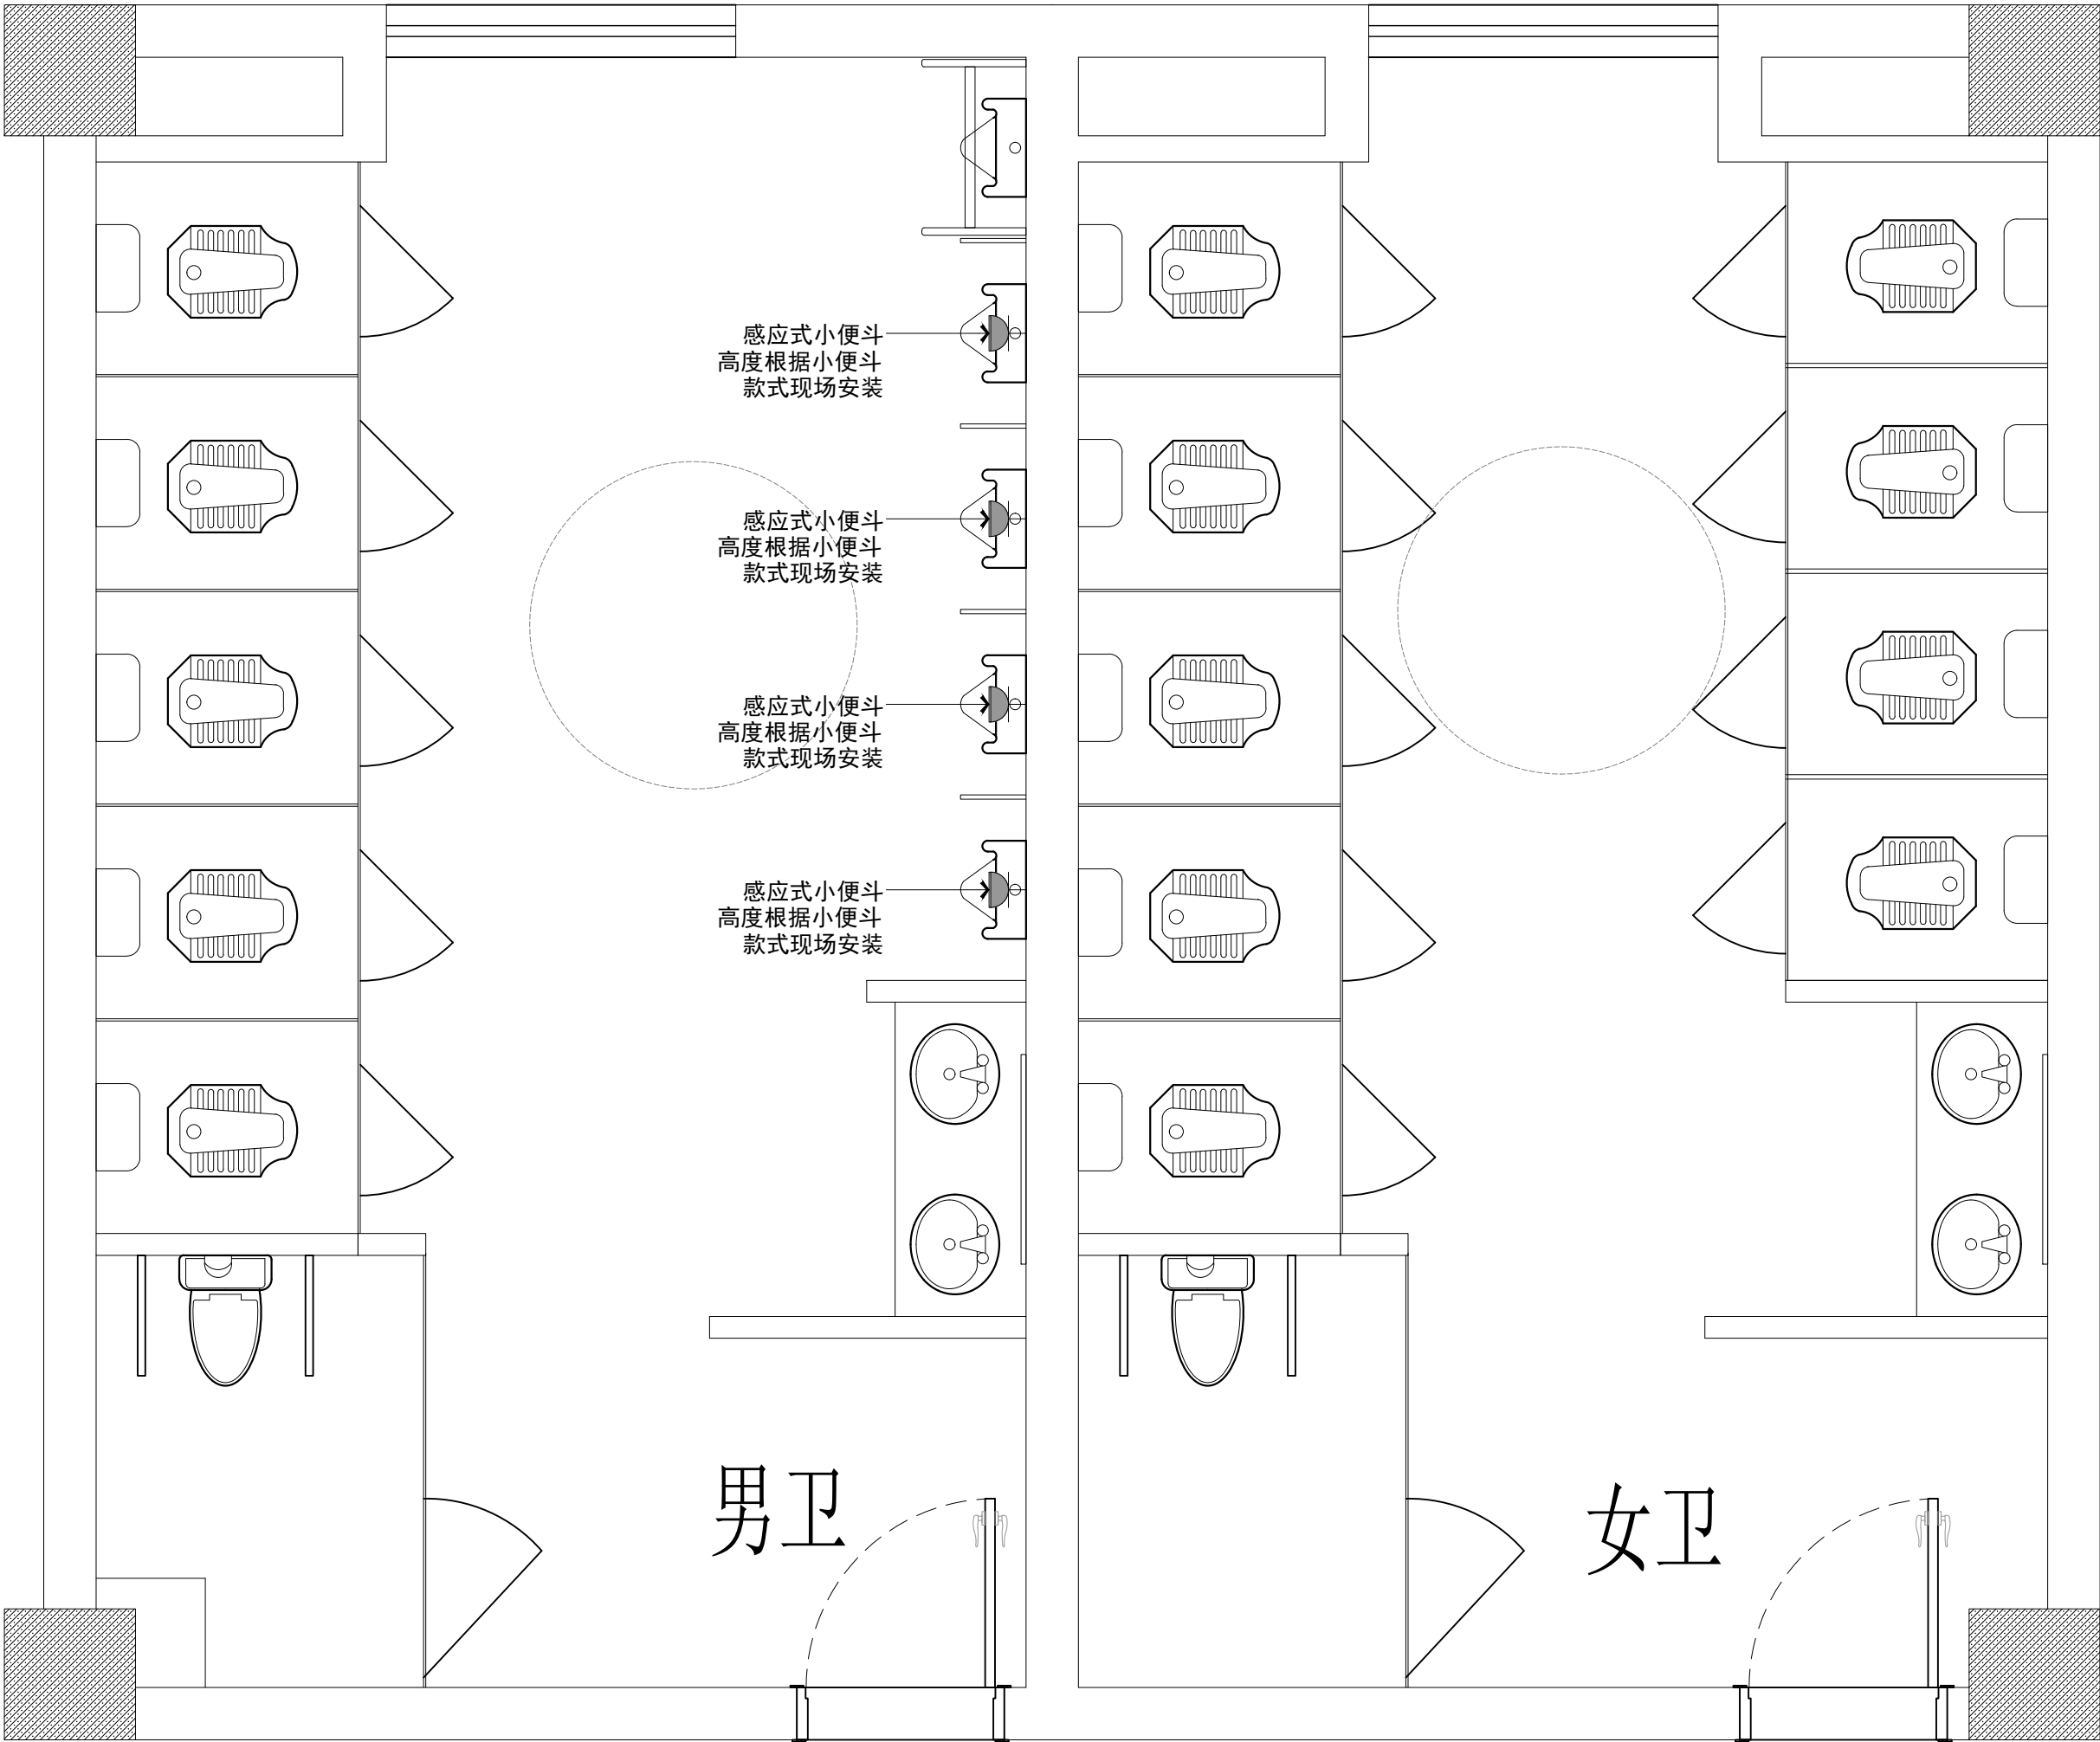 感应式小便斗
高度根据小便斗
款式现场安装
感应式小便斗
高度根据小便斗
款式现场安装
感应式小便斗
高度根据小便斗
款式现场安装
感应式小便斗
高度根据小便斗
款式现场安装
男卫
女卫